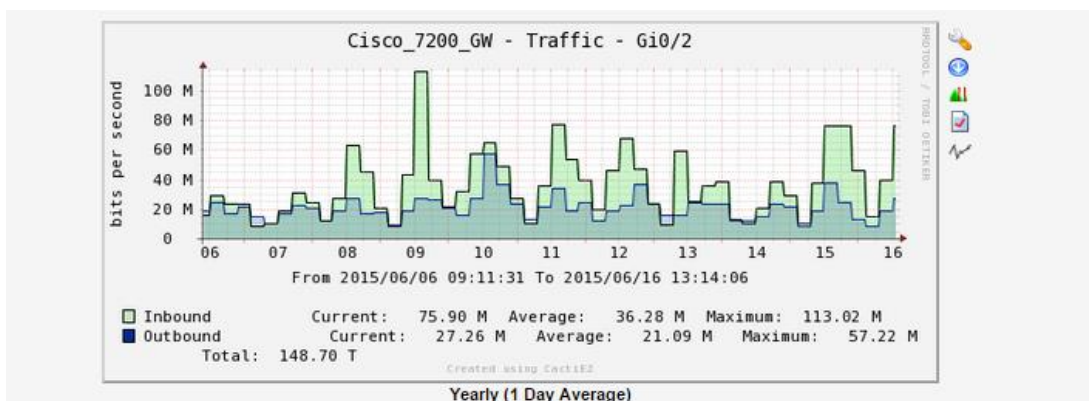 Cisco_7200_GW - Traffic - Gi0/2
RRDTOOL / TOBI OETIKER
bits per second
100 M
80 M
60 M
40 M
20 M
0
06 07 08 09 10 11 12 13 14 15 16
From 2015/06/06 09:11:31 To 2015/06/16 13:14:06
Inbound Current: 75.90 M Average: 36.28 M Maximum: 113.02 M
Outbound Current: 27.26 M Average: 21.09 M Maximum: 57.22 M
Total: 148.70 T
Created using CactiEZ
Yearly (1 Day Average)